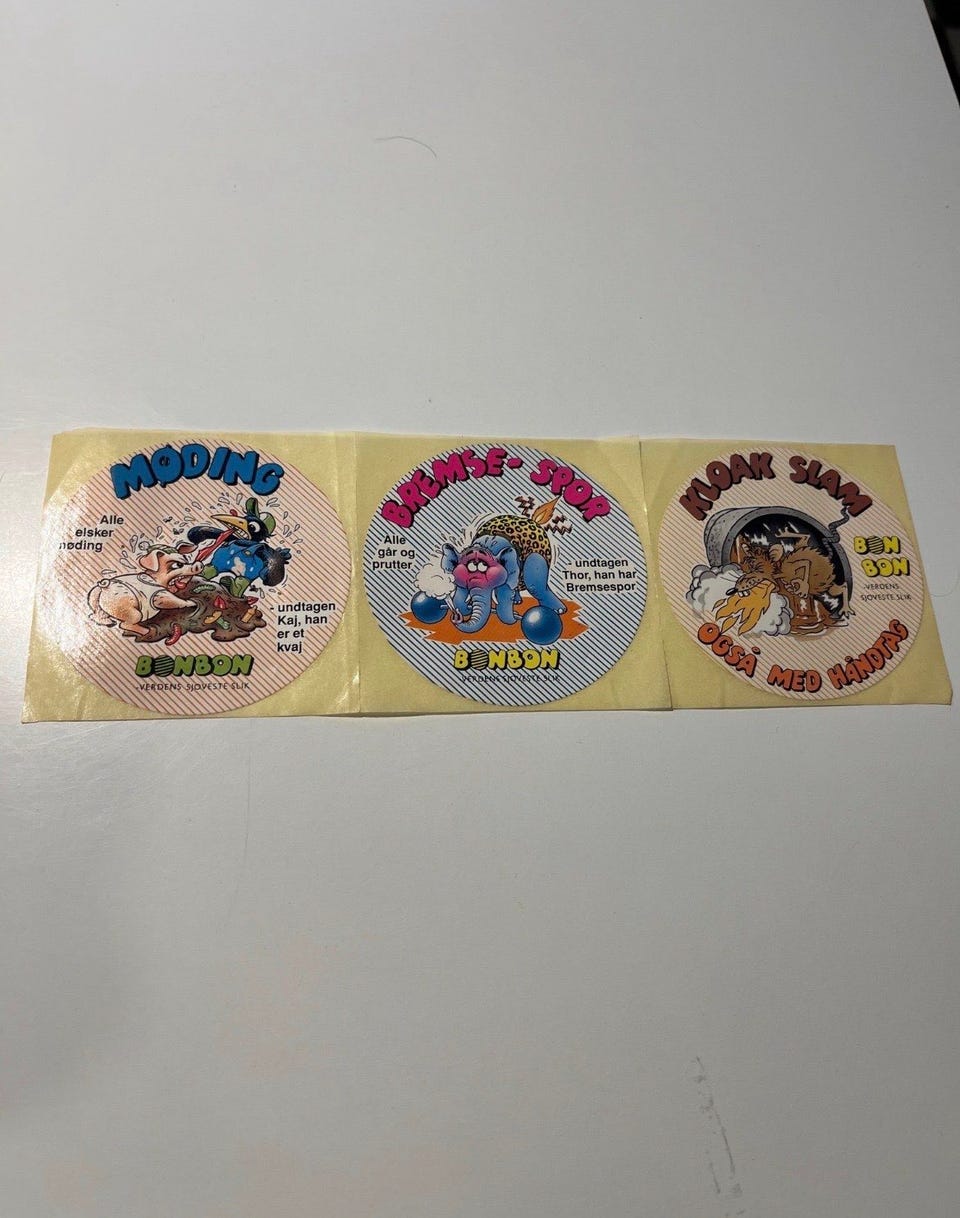 MØDING
Alle
elsker
møding
- undtagen
Kaj, han
er et
kvaj
BONBON
-VERDENS SJOVESTE SLIK
BREMSE- SPOR
Alle
går og
prutter
- undtagen
Thor, han har
Bremsespor
BONBON
-VERDENS SJOVESTE SLIK
KLOAK SLAM
BON
BON
-VERDENS
SJOVESTE SLIK
OGSÅ MED HÅNDTAG